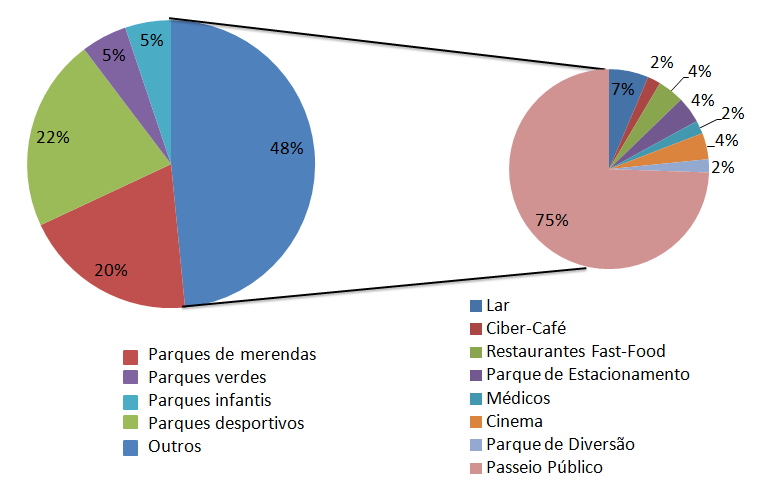 5%
5%
22%
48%
20%
7%
2%
4%
4%
2%
4%
2%
75%
Parques de merendas
Parques verdes
Parques infantis
Parques desportivos
Outros
Lar
Ciber-Café
Restaurantes Fast-Food
Parque de Estacionamento
Médicos
Cinema
Parque de Diversão
Passeio Público